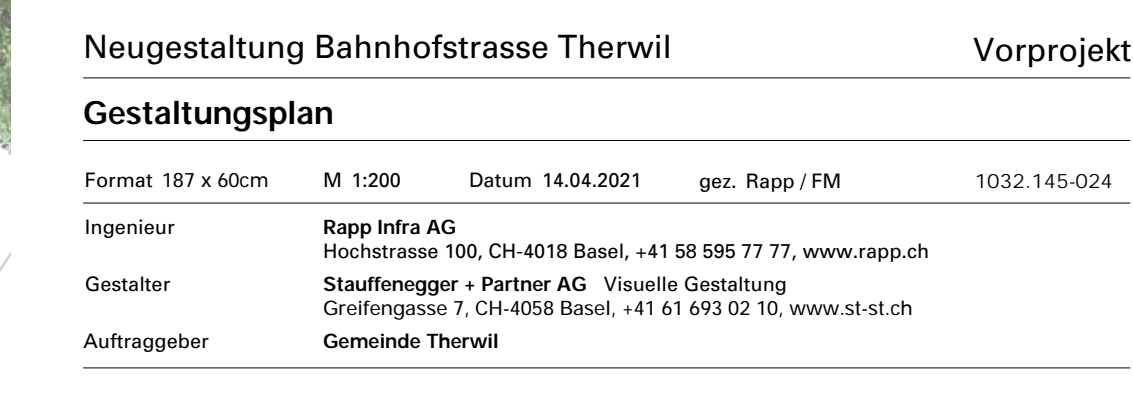 Neugestaltung Bahnhofstrasse Therwil Vorprojekt
Gestaltungsplan
Format 187 x 60cm M 1:200 Datum 14.04.2021 gez. Rapp / FM 1032.145-024
Ingenieur Rapp Infra AG
Hochstrasse 100, CH-4018 Basel, +41 58 595 77 77, www.rapp.ch
Gestalter Stauffenegger + Partner AG Visuelle Gestaltung
Greifengasse 7, CH-4058 Basel, +41 61 693 02 10, www.st-st.ch
Auftraggeber Gemeinde Therwil